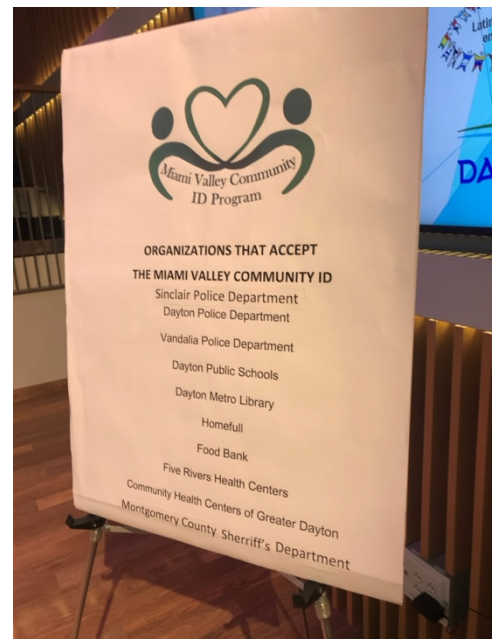 Miami Valley Community
ID Program
ORGANIZATIONS THAT ACCEPT
THE MIAMI VALLEY COMMUNITY ID
Sinclair Police Department
Dayton Police Department
Vandalia Police Department
Dayton Public Schools
Dayton Metro Library
Homefull
Food Bank
Five Rivers Health Centers
Community Health Centers of Greater Dayton
Montgomery County Sherriff's Department
DA